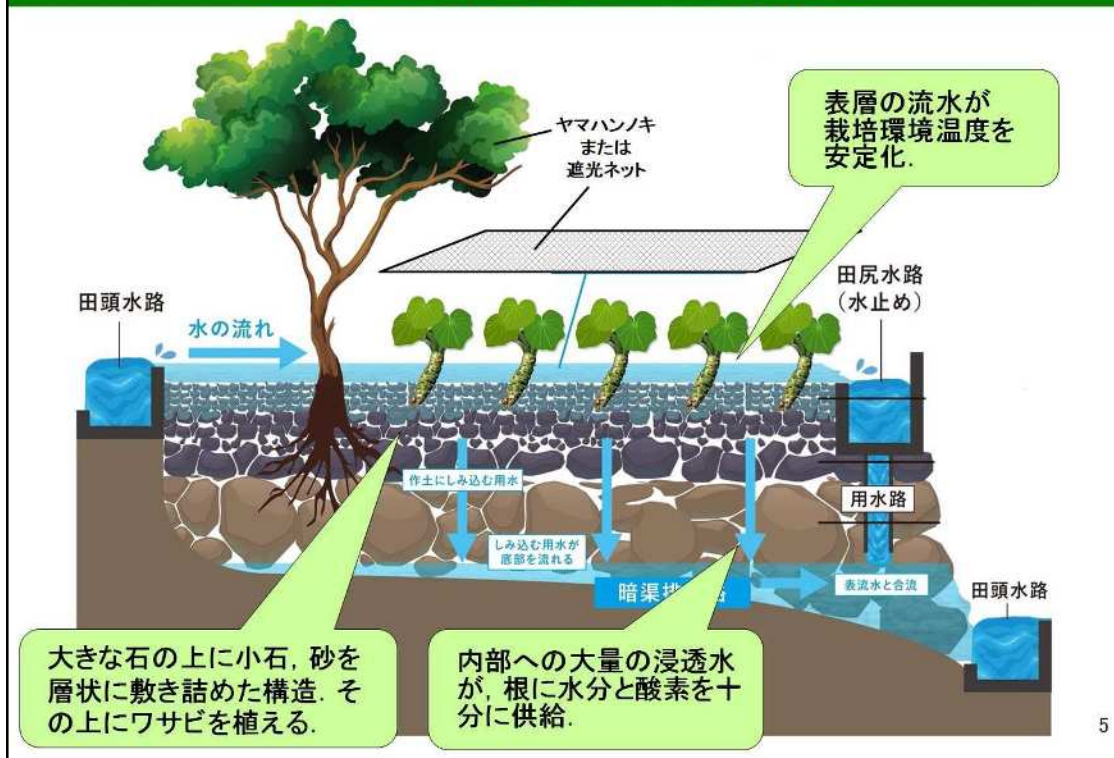 ヤマハンノキ
または
遮光ネット
表層の流水が
栽培環境温度を
安定化.
田頭水路
水の流れ
田尻水路
(水止め)
作土にしみ込む用水
用水路
しみ込む用水が
底部を流れる
暗渠排
表流水と合流
田頭水路
大きな石の上に小石, 砂を
層状に敷き詰めた構造. そ
の上にワサビを植える.
内部への大量の浸透水
が, 根に水分と酸素を十
分に供給.
5